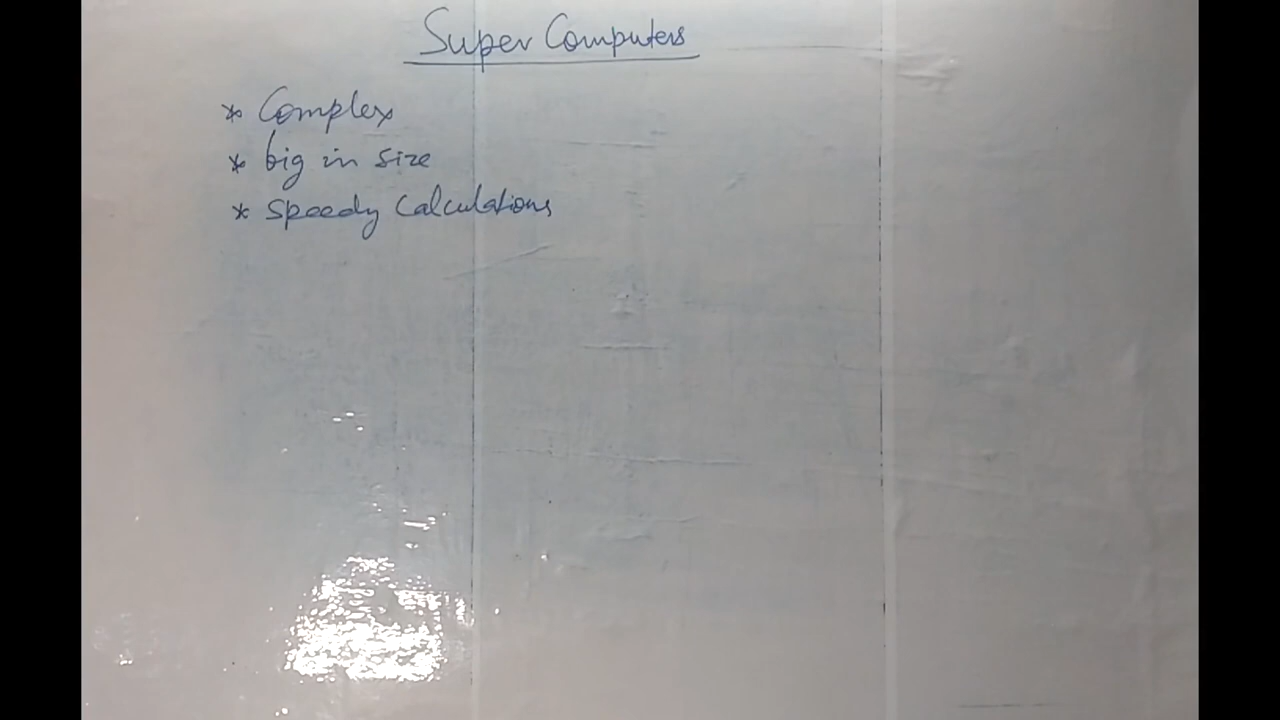 Super Computers
* Complex
* big in size
* Speedy Calculations